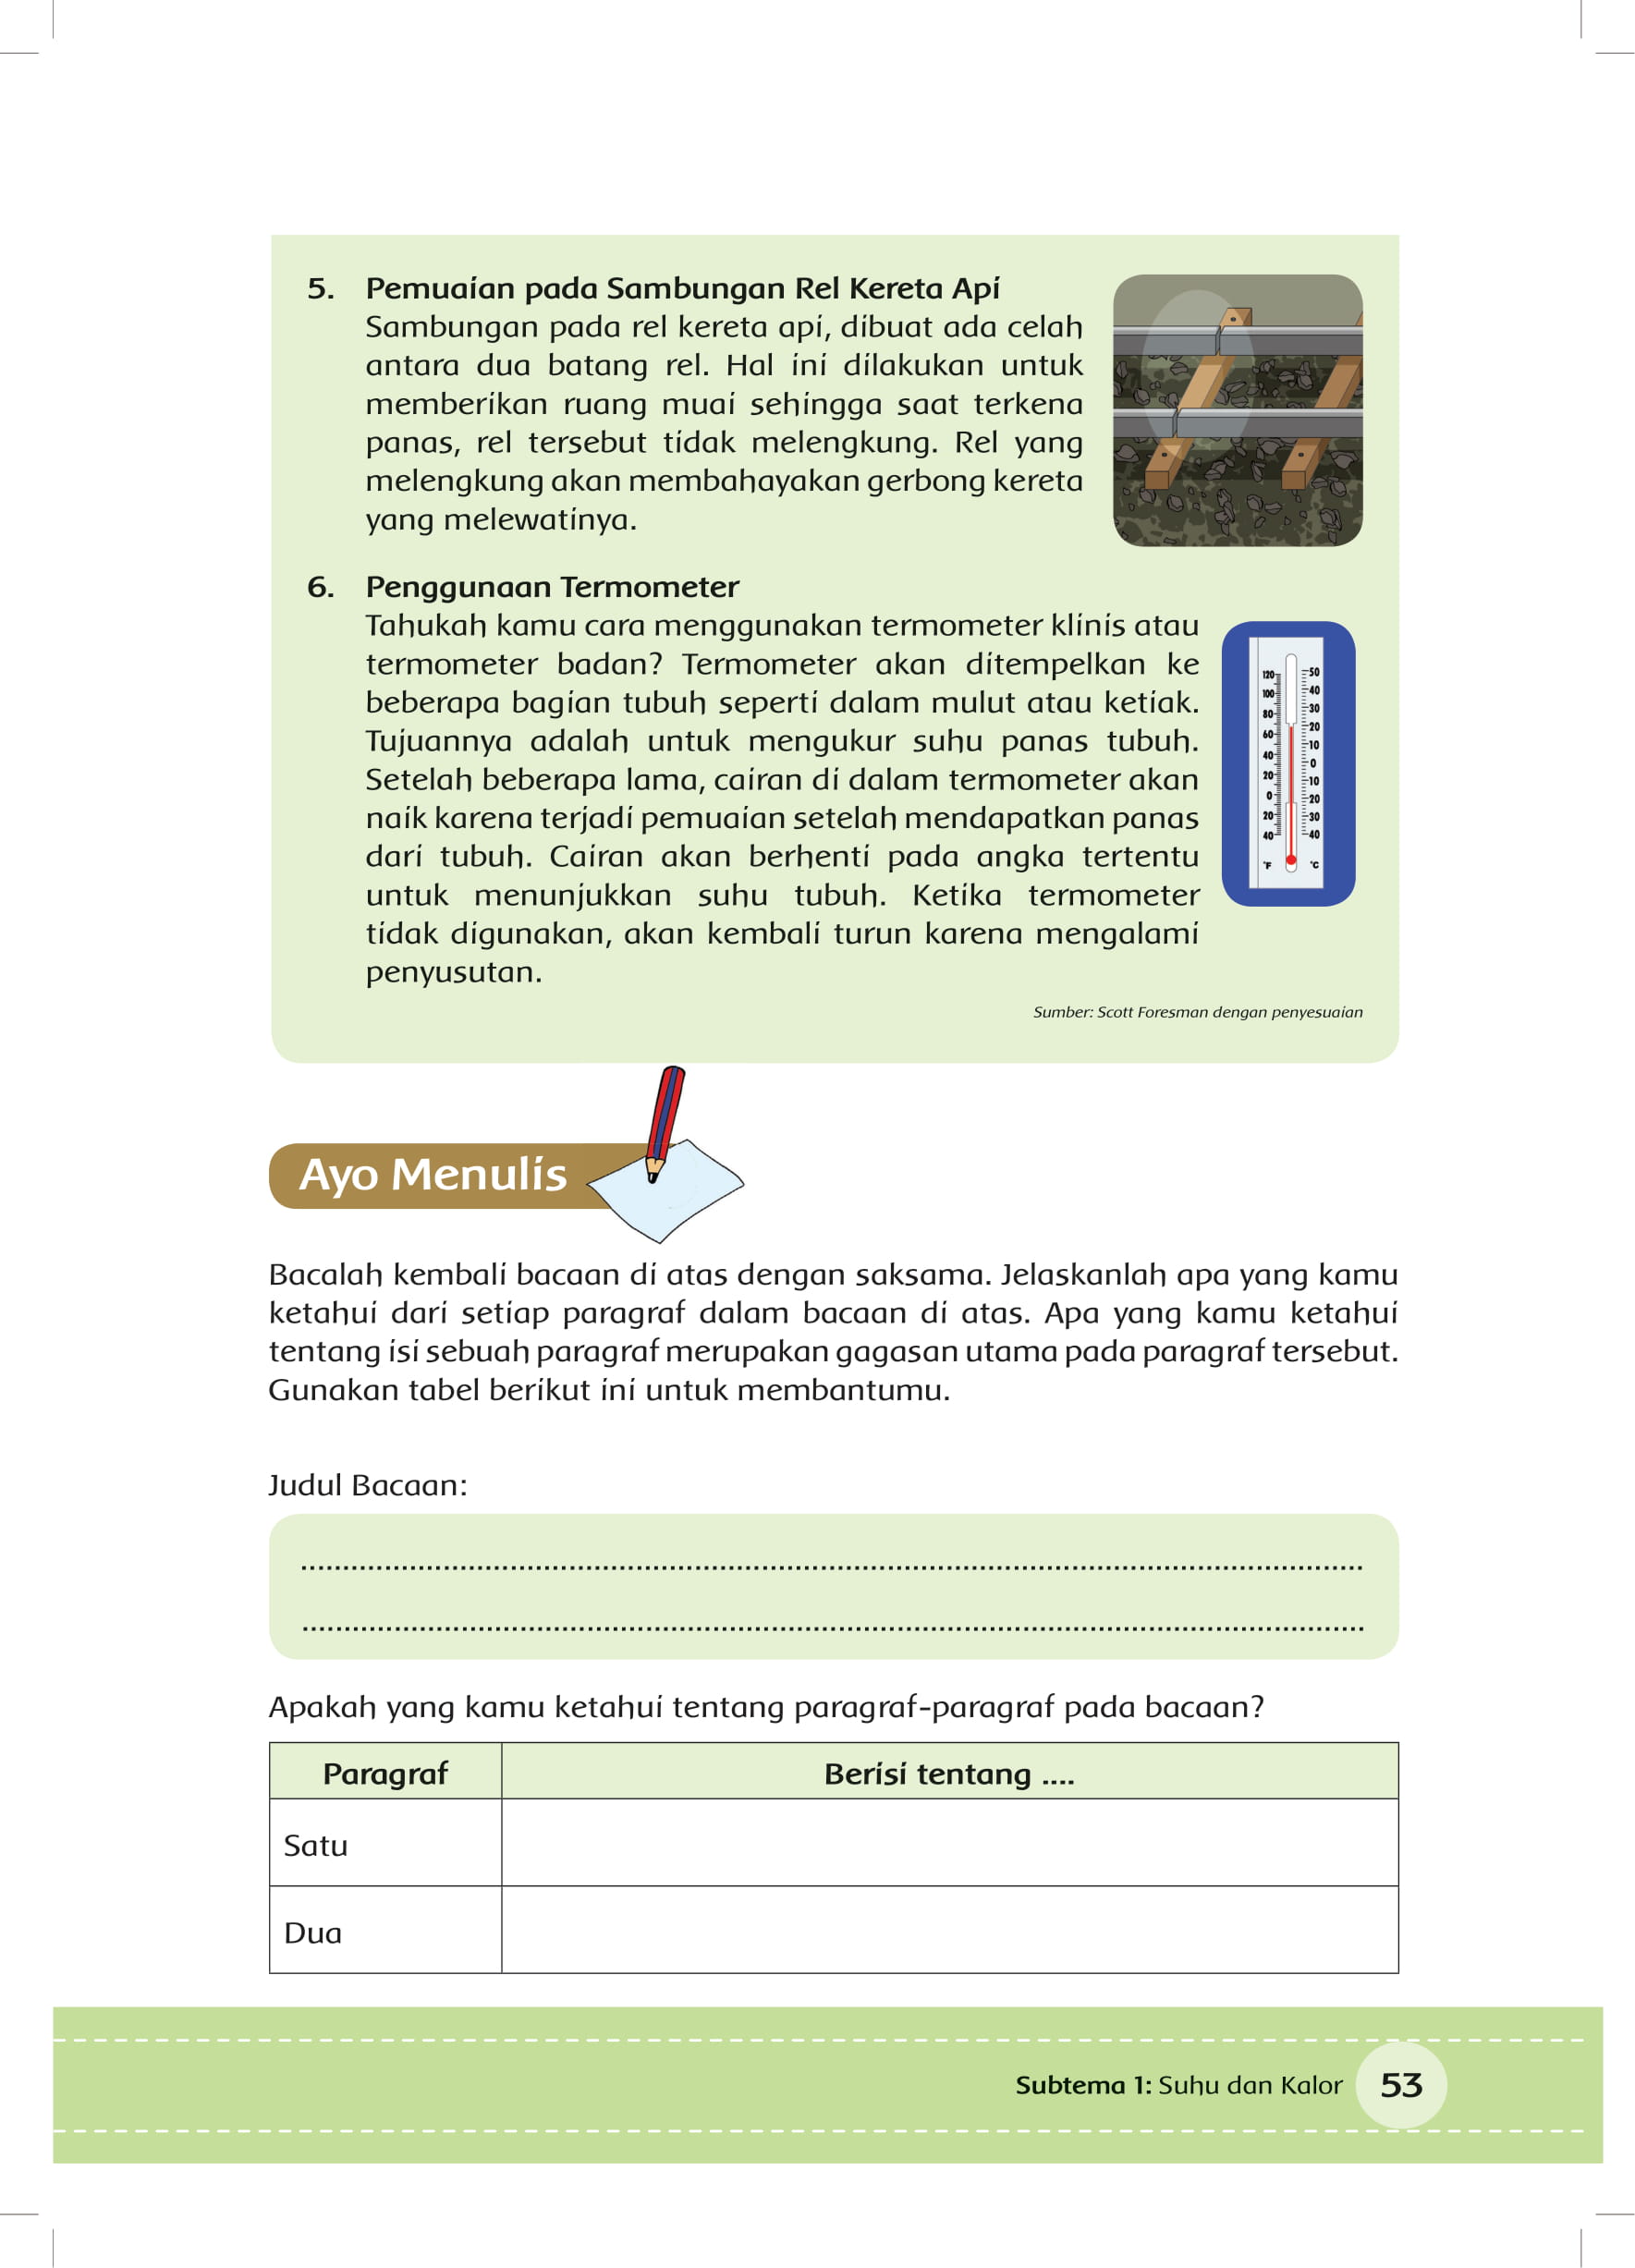 5. Pemuaian pada Sambungan Rel Kereta Api
Sambungan pada rel kereta api, dibuat ada celah
antara dua batang rel. Hal ini dilakukan untuk
memberikan ruang muai sehingga saat terkena
panas, rel tersebut tidak melengkung. Rel yang
melengkung akan membahayakan gerbong kereta
yang melewatinya.
6. Penggunaan Termometer
Tahukah kamu cara menggunakan termometer klinis atau
termometer badan? Termometer akan ditempelkan ke
beberapa bagian tubuh seperti dalam mulut atau ketiak.
Tujuannya adalah untuk mengukur suhu panas tubuh.
Setelah beberapa lama, cairan di dalam termometer akan
naik karena terjadi pemuaian setelah mendapatkan panas
dari tubuh. Cairan akan berhenti pada angka tertentu
untuk menunjukkan suhu tubuh. Ketika termometer
tidak digunakan, akan kembali turun karena mengalami
penyusutan.
120 50
100 40
80 30
60 20
40 10
20 0
0 10
20 20
40 30
40
°F °C
Sumber: Scott Foresman dengan penyesuaian
Ayo Menulis
Bacalah kembali bacaan di atas dengan saksama. Jelaskanlah apa yang kamu
ketahui dari setiap paragraf dalam bacaan di atas. Apa yang kamu ketahui
tentang isi sebuah paragraf merupakan gagasan utama pada paragraf tersebut.
Gunakan tabel berikut ini untuk membantumu.
Judul Bacaan:
Apakah yang kamu ketahui tentang paragraf-paragraf pada bacaan?
Paragraf Berisi tentang ....
Satu
Dua
Subtema 1: Suhu dan Kalor 53